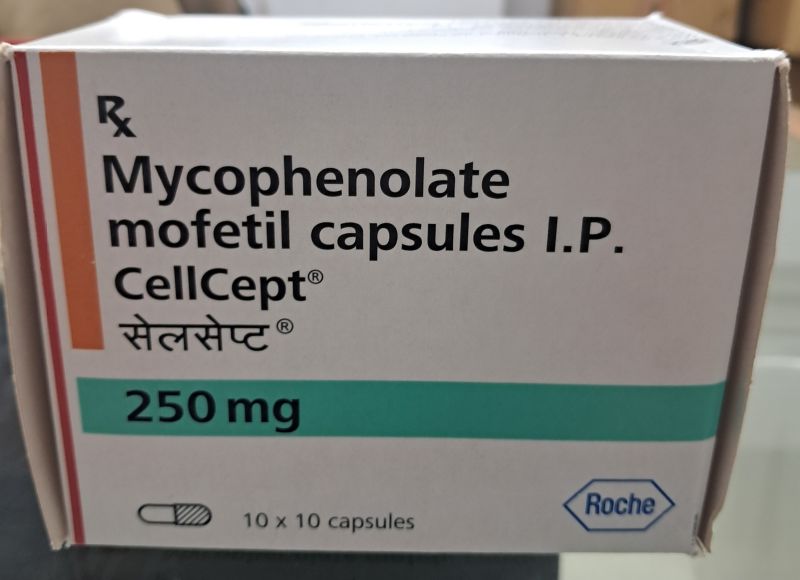 Rx
Mycophenolate
mofetil capsules I.P.
CellCept®
सेलसेप्ट®
250 mg
10 x 10 capsules
Roche